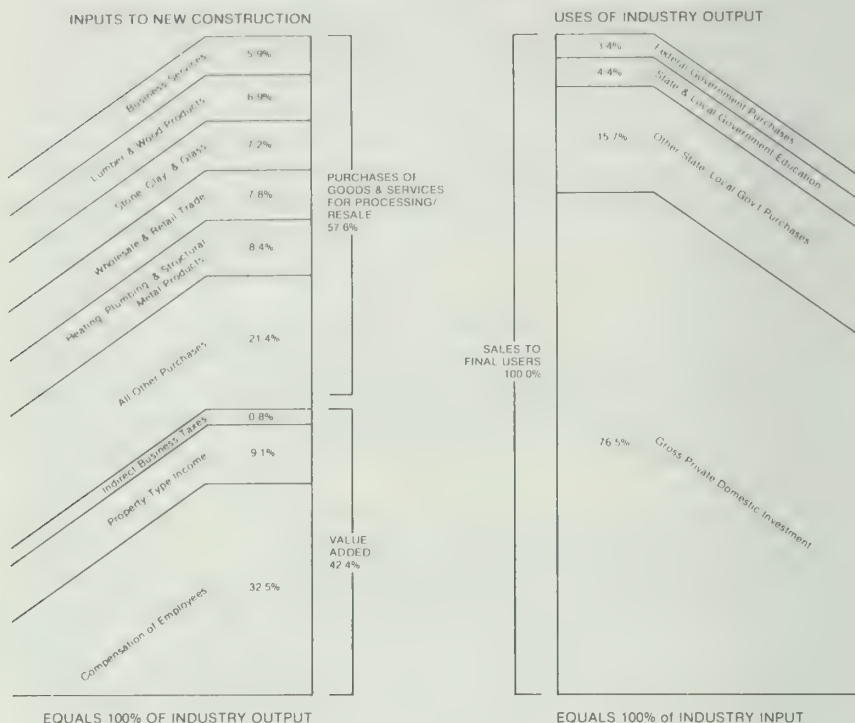 INPUTS TO NEW CONSTRUCTION
Business Services 5.9%
Lumber & Wood Products 6.9%
Stone, Clay & Glass 7.2%
Wholesale & Retail Trade 7.8%
Heating, Plumbing & Structural
Metal Products 8.4%
All Other Purchases 21.4%
Indirect Business Taxes 0.8%
Property Type Income 9.1%
Compensation of Employees 32.5%
PURCHASES OF
GOODS & SERVICES
FOR PROCESSING/
RESALE
57.6%
VALUE
ADDED
42.4%
EQUALS 100% OF INDUSTRY OUTPUT
USES OF INDUSTRY OUTPUT
3.4% Federal Government Purchases
4.4% State & Local Government Education
15.7% Other State, Local Gov't Purchases
SALES TO
FINAL USERS
100.0%
76.5% Gross Private Domestic Investment
EQUALS 100% of INDUSTRY INPUT